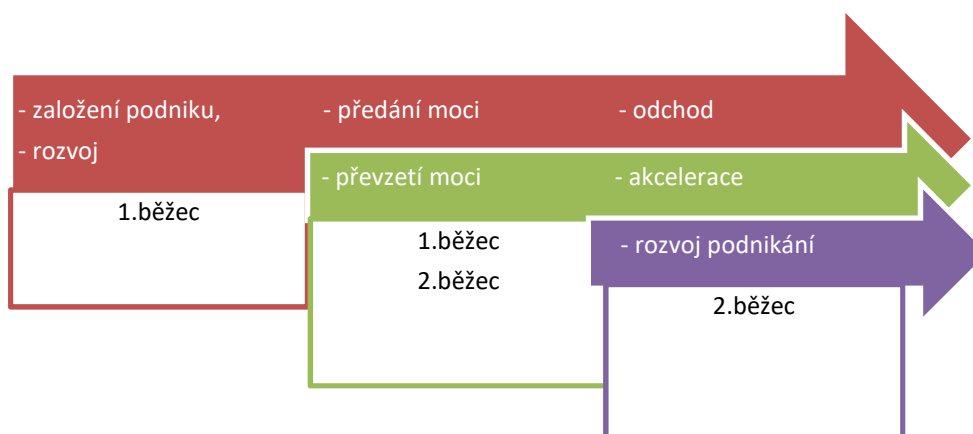 - založení podniku,
- rozvoj
- předání moci
- odchod
- převzetí moci
- akcelerace
1.běžec
1.běžec
2.běžec
- rozvoj podnikání
2.běžec